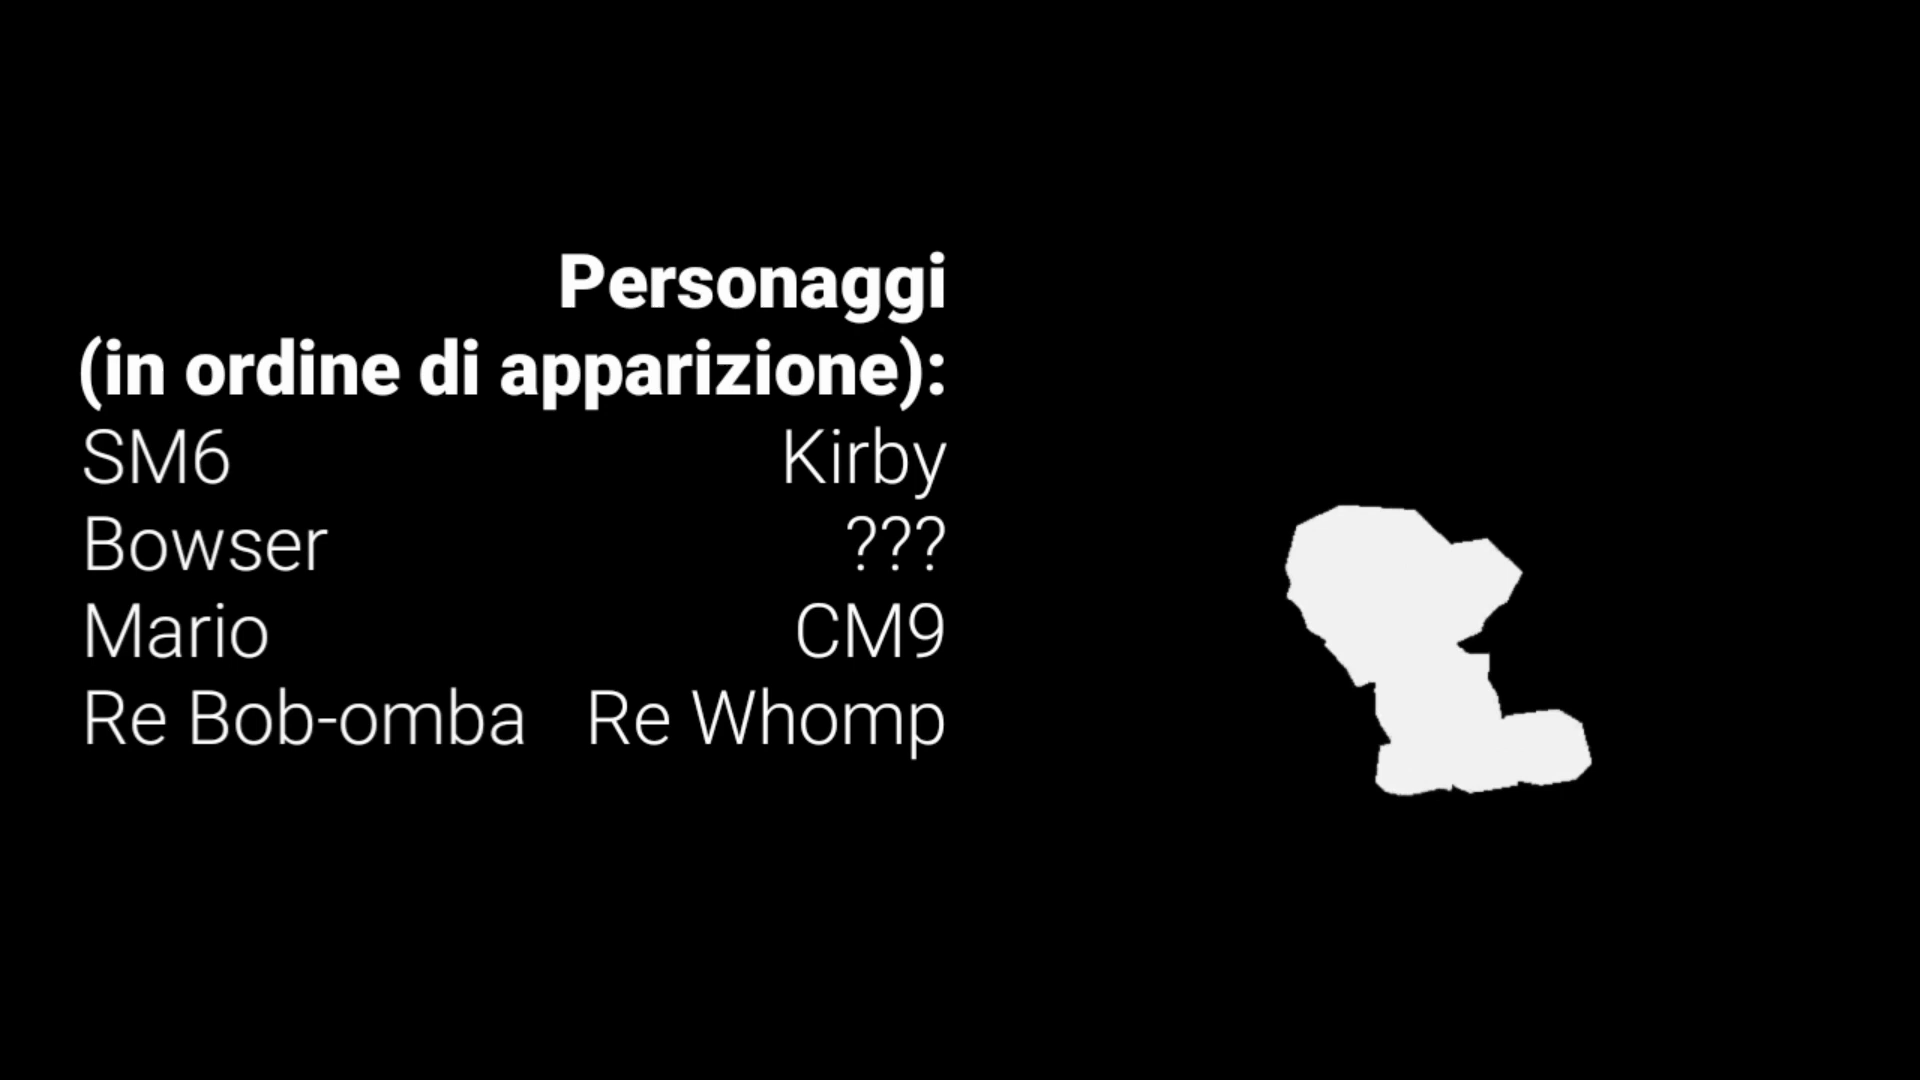 Personaggi
(in ordine di apparizione):
SM6 Kirby
Bowser ???
Mario CM9
Re Bob-omba Re Whomp